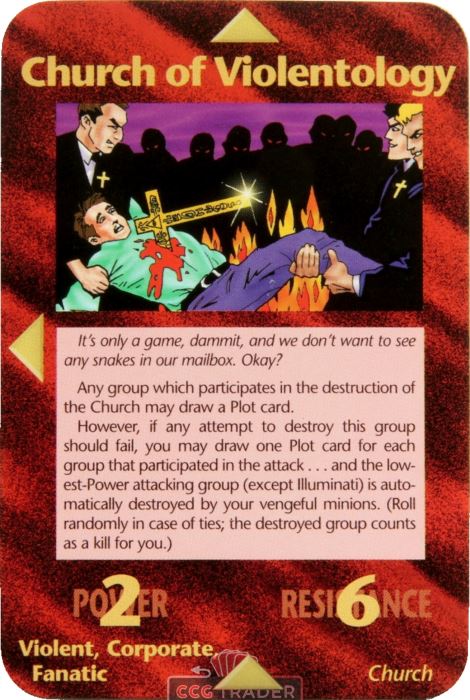 Church of Violentology
It's only a game, dammit, and we don't want to see
any snakes in our mailbox. Okay?
Any group which participates in the destruction of
the Church may draw a Plot card.
However, if any attempt to destroy this group
should fail, you may draw one Plot card for each
group that participated in the attack . . . and the low-
est-Power attacking group (except Illuminati) is auto-
matically destroyed by your vengeful minions. (Roll
randomly in case of ties; the destroyed group counts
as a kill for you.)
POWER 2 RESISTANCE 6
Violent, Corporate,
Fanatic Church
CCG TRADER